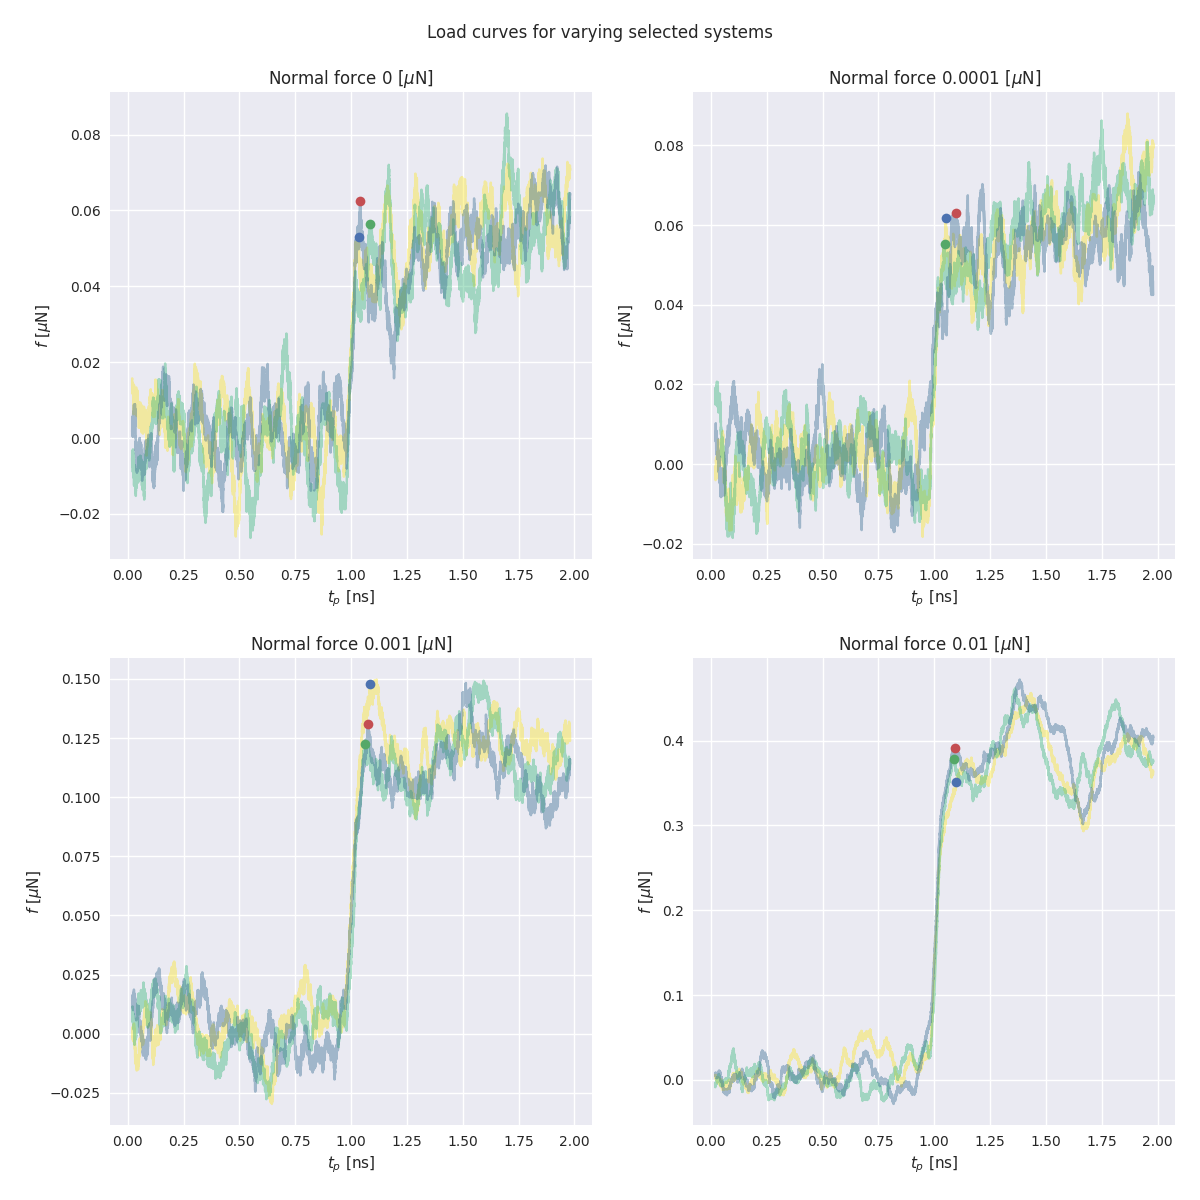 Load curves for varying selected systems
Normal force 0 [μN]
0.08
0.06
0.04
0.02
0.00
−0.02
f [μN]
0.00 0.25 0.50 0.75 1.00 1.25 1.50 1.75 2.00
t_p [ns]
Normal force 0.0001 [μN]
0.08
0.06
0.04
0.02
0.00
−0.02
f [μN]
0.00 0.25 0.50 0.75 1.00 1.25 1.50 1.75 2.00
t_p [ns]
Normal force 0.001 [μN]
0.150
0.125
0.100
0.075
0.050
0.025
0.000
−0.025
f [μN]
0.00 0.25 0.50 0.75 1.00 1.25 1.50 1.75 2.00
t_p [ns]
Normal force 0.01 [μN]
0.4
0.3
0.2
0.1
0.0
f [μN]
0.00 0.25 0.50 0.75 1.00 1.25 1.50 1.75 2.00
t_p [ns]